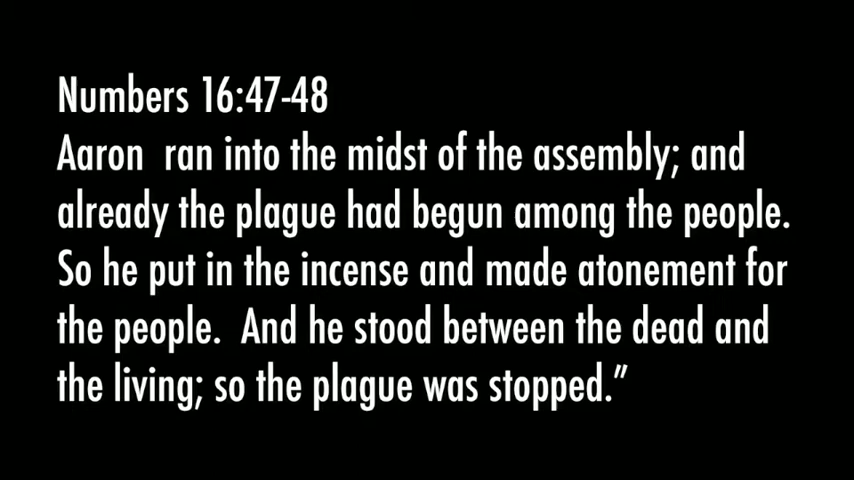 Numbers 16:47-48
Aaron  ran into the midst of the assembly; and
already the plague had begun among the people.
So he put in the incense and made atonement for
the people.  And he stood between the dead and
the living; so the plague was stopped.”